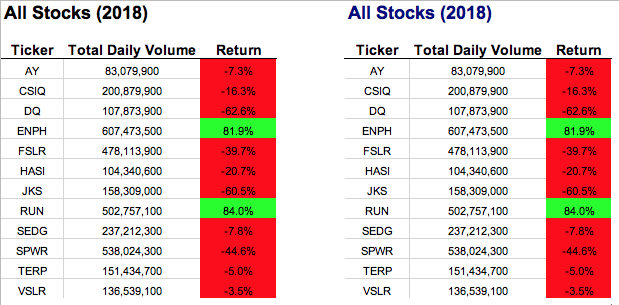 All Stocks (2018)
Ticker Total Daily Volume Return
AY 83,079,900 -7.3%
CSIQ 200,879,900 -16.3%
DQ 107,873,900 -62.6%
ENPH 607,473,500 81.9%
FSLR 478,113,900 -39.7%
HASI 104,340,600 -20.7%
JKS 158,309,000 -60.5%
RUN 502,757,100 84.0%
SEDG 237,212,300 -7.8%
SPWR 538,024,300 -44.6%
TERP 151,434,700 -5.0%
VSLR 136,539,100 -3.5%
All Stocks (2018)
Ticker Total Daily Volume Return
AY 83,079,900 -7.3%
CSIQ 200,879,900 -16.3%
DQ 107,873,900 -62.6%
ENPH 607,473,500 81.9%
FSLR 478,113,900 -39.7%
HASI 104,340,600 -20.7%
JKS 158,309,000 -60.5%
RUN 502,757,100 84.0%
SEDG 237,212,300 -7.8%
SPWR 538,024,300 -44.6%
TERP 151,434,700 -5.0%
VSLR 136,539,100 -3.5%